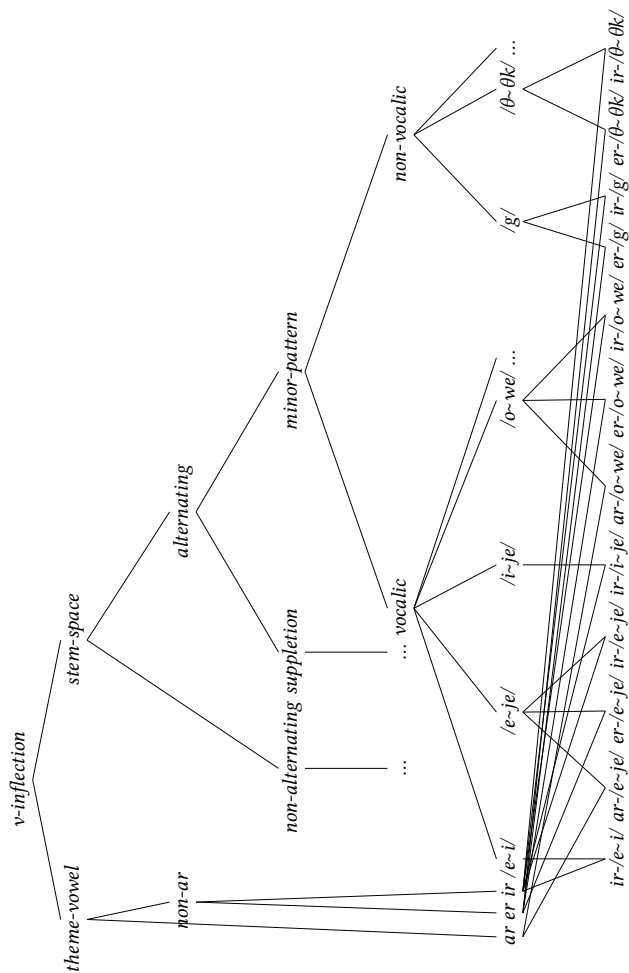 v-inflection
theme-vowel stem-space
non-ar alternating
non-alternating suppletion minor-pattern
... ... vocalic non-vocalic
ar er ir /e~i/ /e~je/ /i~je/ /o~we/ ... /g/ /θ~θk/ ...
ir-/e~i/ ar-/e~je/ er-/e~je/ ir-/e~je/ ir-/i~je/ ar-/o~we/ er-/o~we/ ir-/o~we/ er-/g/ ir-/g/ er-/θ~θk/ ir-/θ~θk/